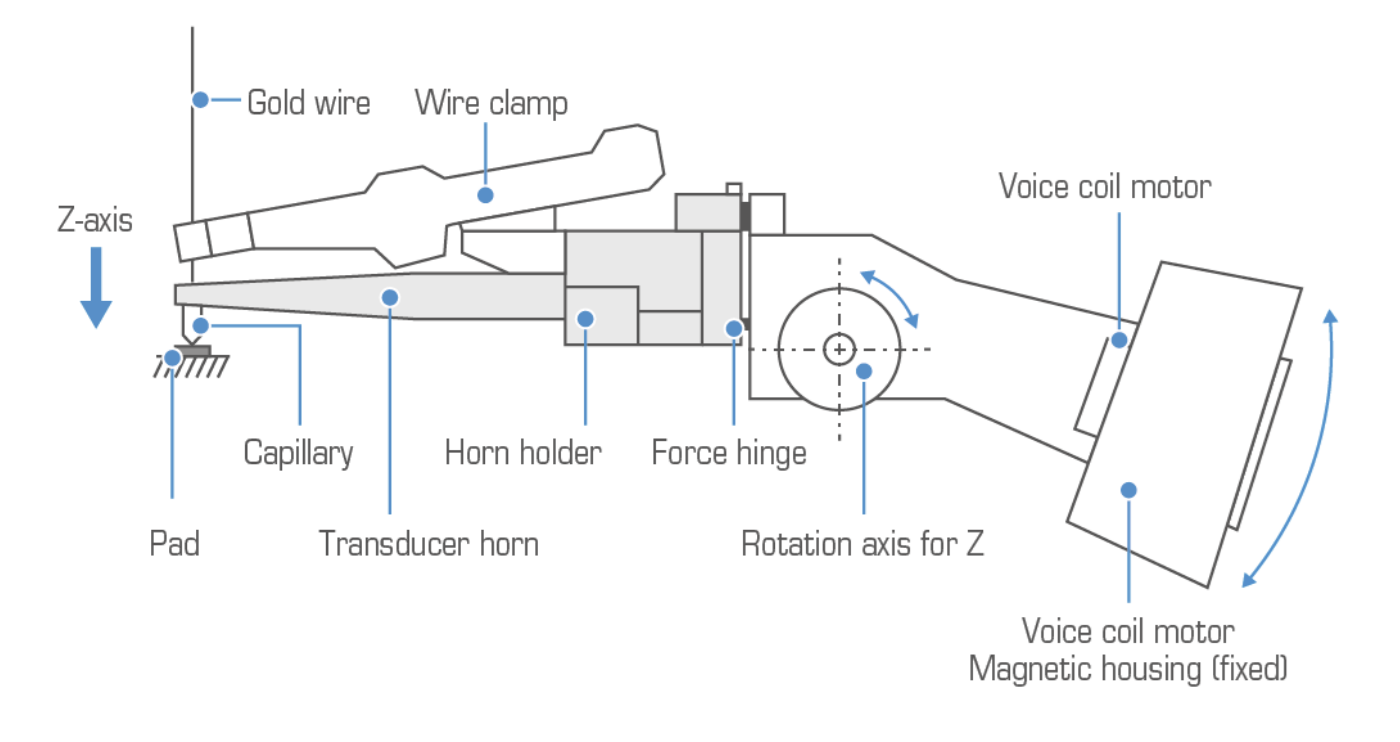 Gold wire
Wire clamp
Voice coil motor
Z-axis
Capillary
Horn holder
Force hinge
Pad
Transducer horn
Rotation axis for Z
Voice coil motor
Magnetic housing (fixed)